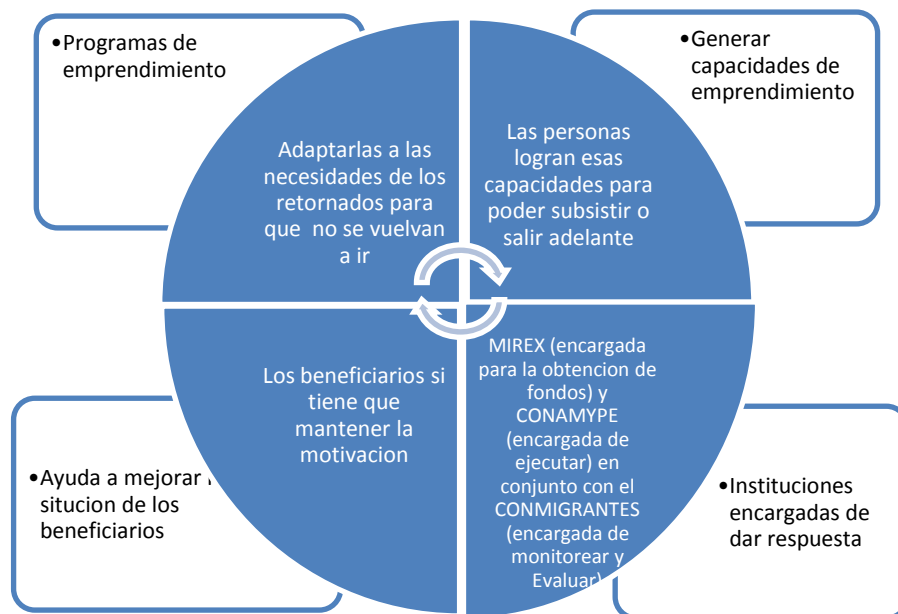 •Programas de
emprendimiento
•Generar
capacidades de
emprendimiento
Adaptarlas a las
necesidades de los
retornados para
que no se vuelvan
a ir
Las personas
logran esas
capacidades para
poder subsistir o
salir adelante
Los beneficiarios si
tiene que
mantener la
motivacion
MIREX (encargada
para la obtencion de
fondos) y
CONAMYPE
(encargada de
ejecutar) en
conjunto con el
CONMIGRANTES
(encargada de
monitorear y
Evaluar)
•Ayuda a mejorar
situcion de los
beneficiarios
•Instituciones
encargadas de
dar respuesta